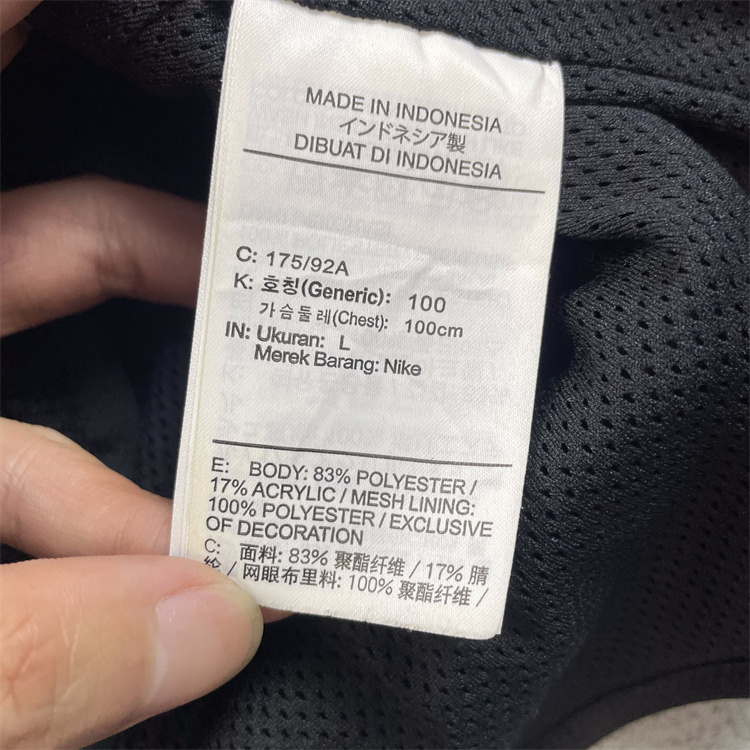 MADE IN INDONESIA
インドネシア製
DIBUAT DI INDONESIA
C: 175/92A
K: 호칭(Generic): 100
가슴둘레(Chest): 100cm
IN: Ukuran: L
Merek Barang: Nike
E: BODY: 83% POLYESTER /
17% ACRYLIC / MESH LINING:
100% POLYESTER / EXCLUSIVE
OF DECORATION
C: 面料: 83% 聚酯纤维 / 17% 腈
纶 / 网眼布里料: 100% 聚酯纤维 /